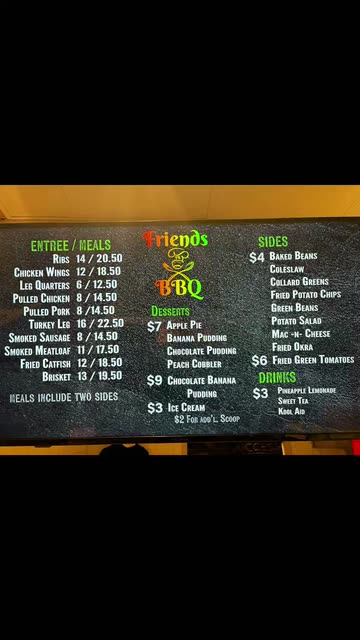 Friends
BBQ
ENTREE / MEALS
RIBS 14 / 20.50
CHICKEN WINGS 12 / 18.50
LEG QUARTERS 6 / 12.50
PULLED CHICKEN 8 / 14.50
PULLED PORK 8 / 14.50
TURKEY LEG 16 / 22.50
SMOKED SAUSAGE 8 / 14.50
SMOKED MEATLOAF 11 / 17.50
FRIED CATFISH 12 / 18.50
BRISKET 13 / 19.50
MEALS INCLUDE TWO SIDES
DESSERTS
$7 APPLE PIE
BANANA PUDDING
CHOCOLATE PUDDING
PEACH COBBLER
$9 CHOCOLATE BANANA
PUDDING
$3 ICE CREAM
$2 FOR ADD'L. SCOOP
SIDES
$4 BAKED BEANS
COLESLAW
COLLARD GREENS
FRIED POTATO CHIPS
GREEN BEANS
POTATO SALAD
MAC -N- CHEESE
FRIED OKRA
$6 FRIED GREEN TOMATOES
DRINKS
$3 PINEAPPLE LEMONADE
SWEET TEA
KOOL AID